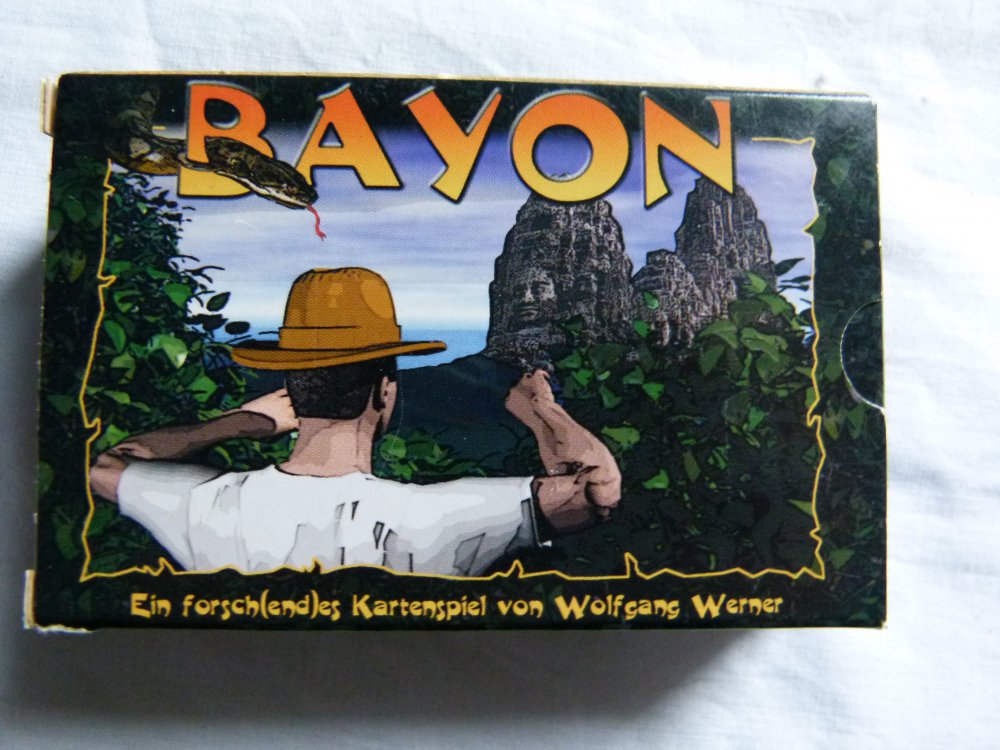 BAYON
Ein forsch(end)es Kartenspiel von Wolfgang Werner